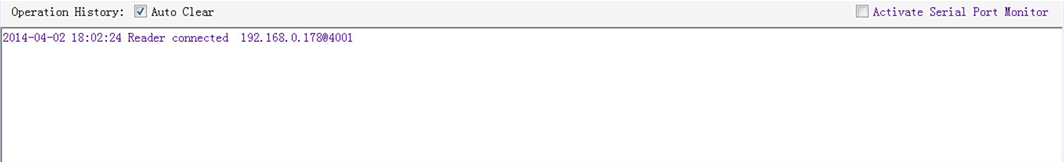 Operation History: Auto Clear Activate Serial Port Monitor
2014-04-02 18:02:24 Reader connected 192.168.0.178@4001